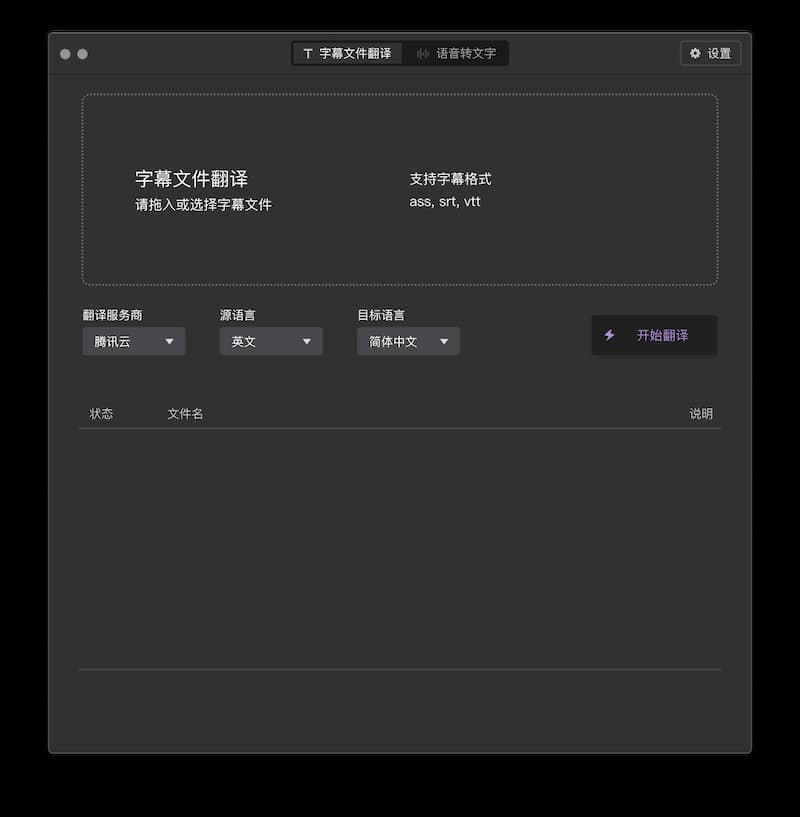 字幕文件翻译
语音转文字
设置
字幕文件翻译
请拖入或选择字幕文件
支持字幕格式
ass, srt, vtt
翻译服务商
源语言
目标语言
腾讯云
英文
简体中文
开始翻译
状态
文件名
说明